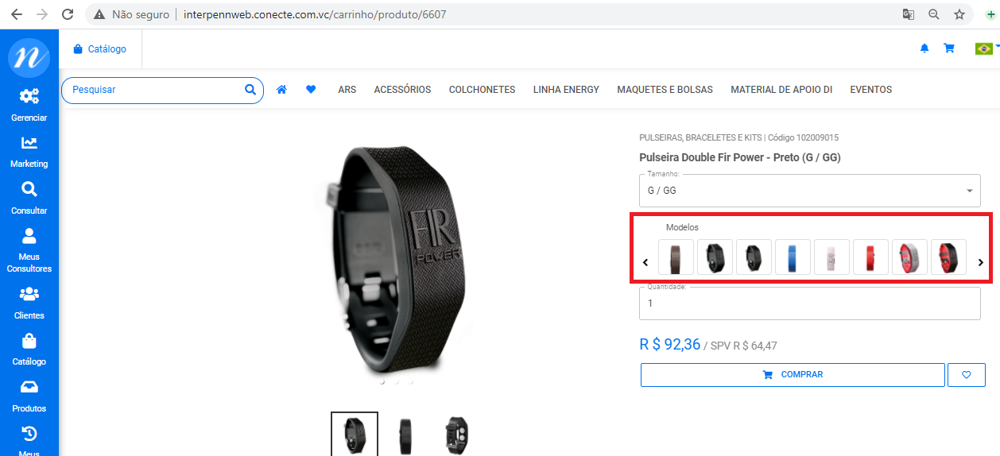 Não seguro | interpennweb.conecte.com.vc/carrinho/produto/6607
n
Catálogo
Pesquisar
ARS ACESSÓRIOS COLCHONETES LINHA ENERGY MAQUETES E BOLSAS MATERIAL DE APOIO DI EVENTOS
Gerenciar
Marketing
Consultar
Meus
Consultores
Clientes
Catálogo
Produtos
Meus
FIR
POWER
PULSEIRAS, BRACELETES E KITS | Código 102009015
Pulseira Double Fir Power - Preto (G / GG)
Tamanho:
G / GG
Modelos
Quantidade:
1
R $ 92,36 / SPV R $ 64,47
COMPRAR